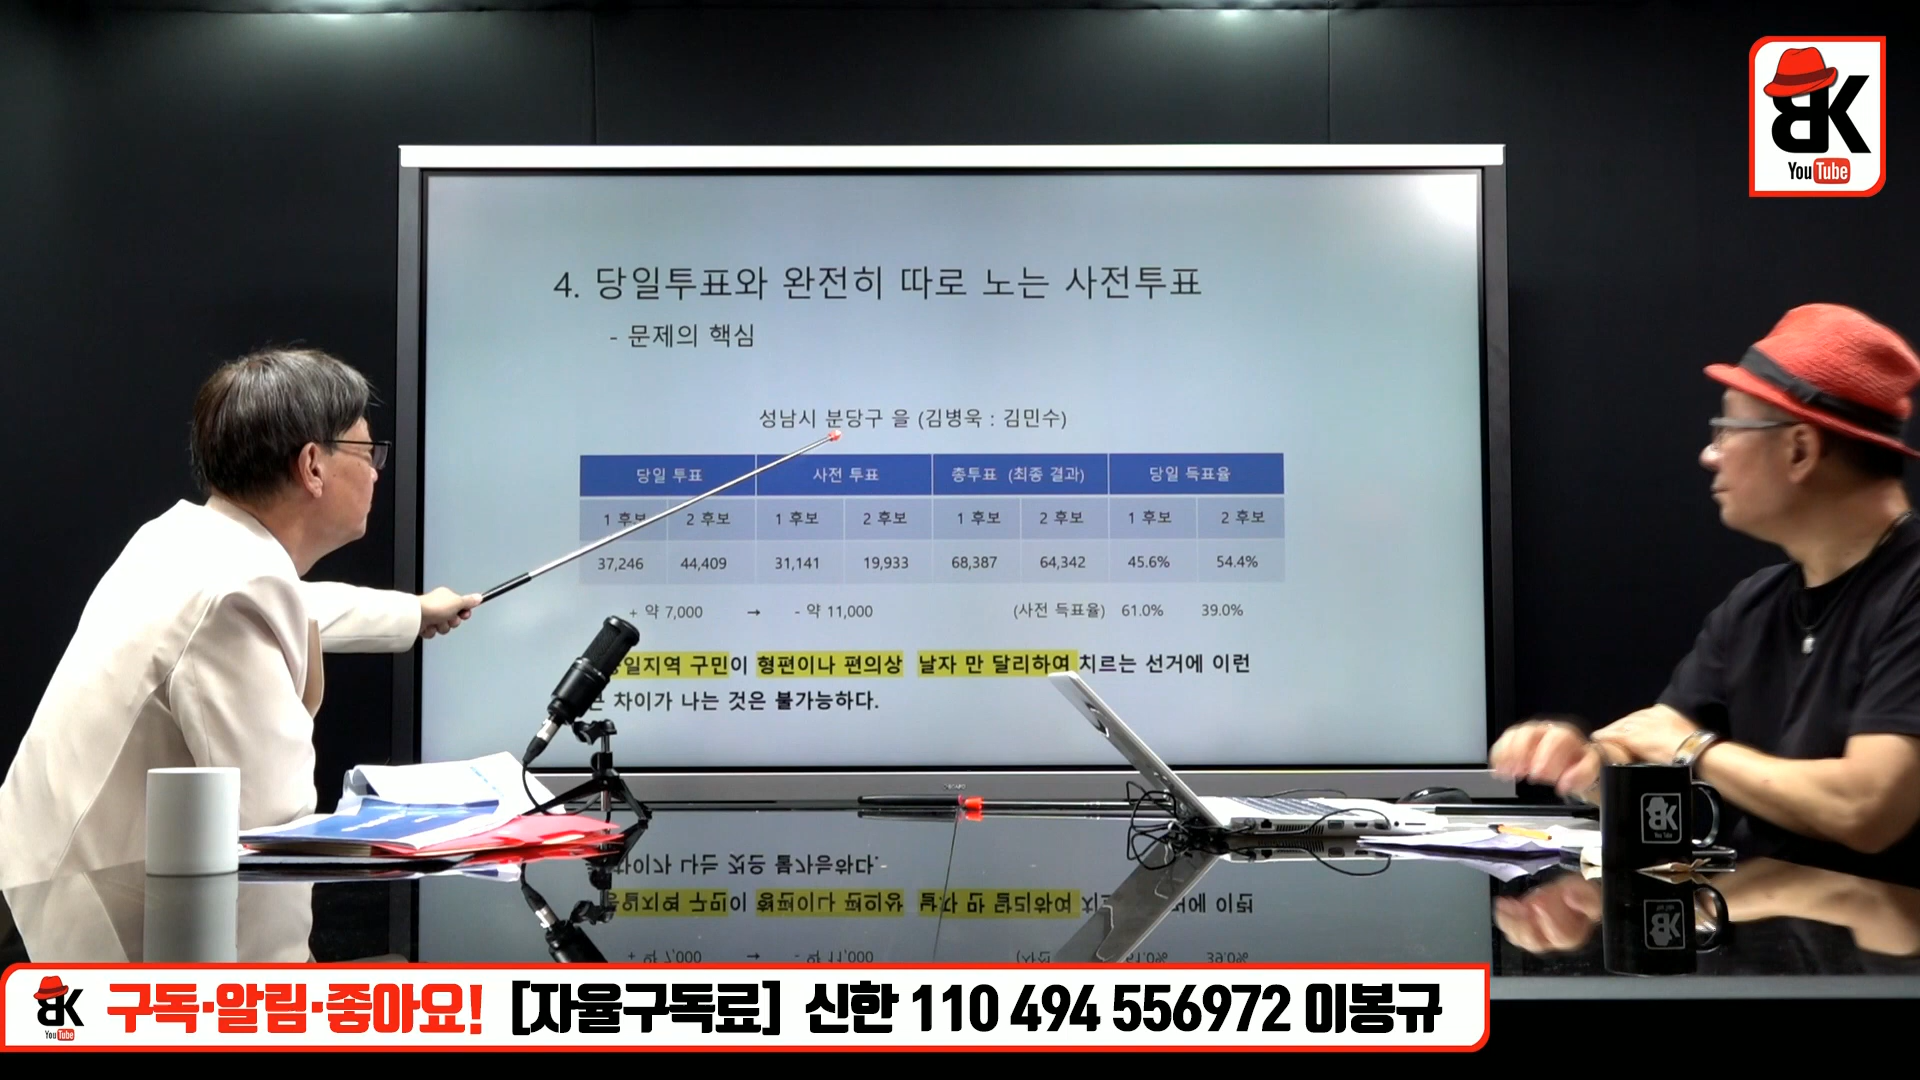 BK
YouTube
4. 당일투표와 완전히 따로 노는 사전투표
- 문제의 핵심
성남시 분당구 을 (김병욱 : 김민수)
당일 투표 사전 투표 총투표 (최종 결과) 당일 득표율
1 후보 2 후보 1 후보 2 후보 1 후보 2 후보 1 후보 2 후보
37,246 44,409 31,141 19,933 68,387 64,342 45.6% 54.4%
+ 약 7,000 → - 약 11,000 (사전 득표율) 61.0% 39.0%
구민이 형편이나 편의상 날자 만 달리하여 치르는 선거에 이런
차이가 나는 것은 불가능하다.
BK
YouTube
구독·알림·좋아요! [자율구독료] 신한 110 494 556972 이봉규